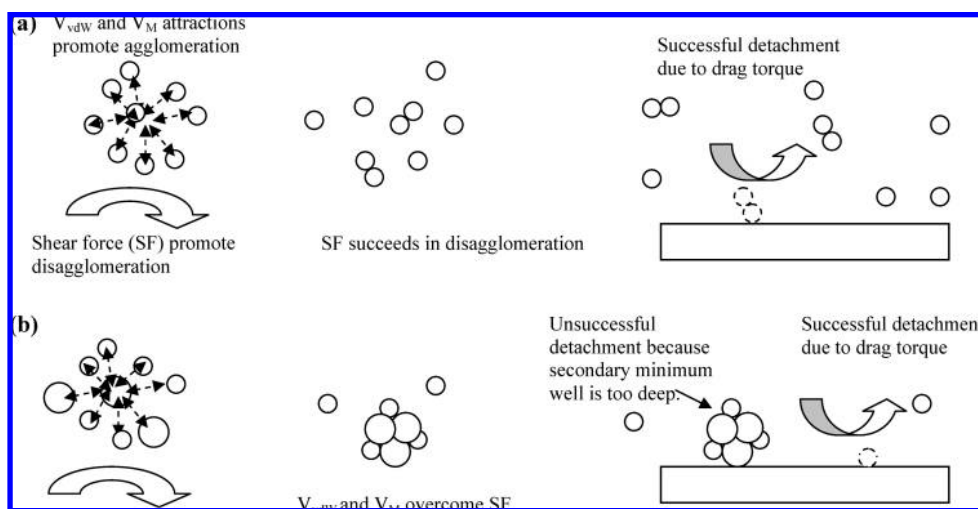 (a) V_vdW and V_M attractions
promote agglomeration
Successful detachment
due to drag torque
Shear force (SF) promote
disagglomeration
SF succeeds in disagglomeration
(b)
Unsuccessful
detachment because
secondary minimum
well is too deep.
Successful detachment
due to drag torque
V_vdW and V_M overcome SF